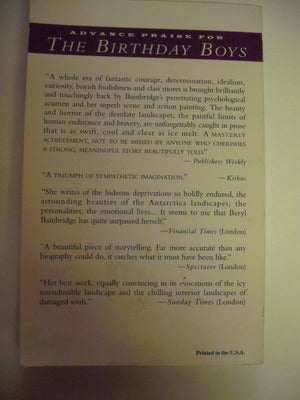 ADVANCE PRAISE FOR
THE BIRTHDAY BOYS
"A whole era of fantastic courage, determination, idealism,
curiosity, boyish foolishness and class mores is brought brilliantly
and touchingly back by Bainbridge's penetrating psychological
acumen and her superb scene and action painting. The beauty
and horror of the desolate landscapes, the painful limits of
human endurance and bravery, are unforgettably caught in prose
that is as swift, cool and clear as ice melt. A MASTERLY
ACHIEVEMENT, NOT TO BE MISSED BY ANYONE WHO CHERISHES
A STRONG, MEANINGFUL STORY BEAUTIFULLY TOLD."
— Publishers Weekly
"A TRIUMPH OF SYMPATHETIC IMAGINATION." — Kirkus
"She writes of the hideous deprivations so boldly endured, the
astounding beauties of the Antarctica landscapes; the
personalities; the emotional lives... It seems to me that Beryl
Bainbridge has quite surpassed herself."
— Financial Times (London)
"A beautiful piece of storytelling. Far more accurate than any
biography could do, it catches what it must have been like."
— Spectator (London)
"Her best work, equally convincing in its evocations of the icy
unendurable landscape and the chilling interior landscapes of
damaged souls." — Sunday Times (London)
Printed in the U.S.A.